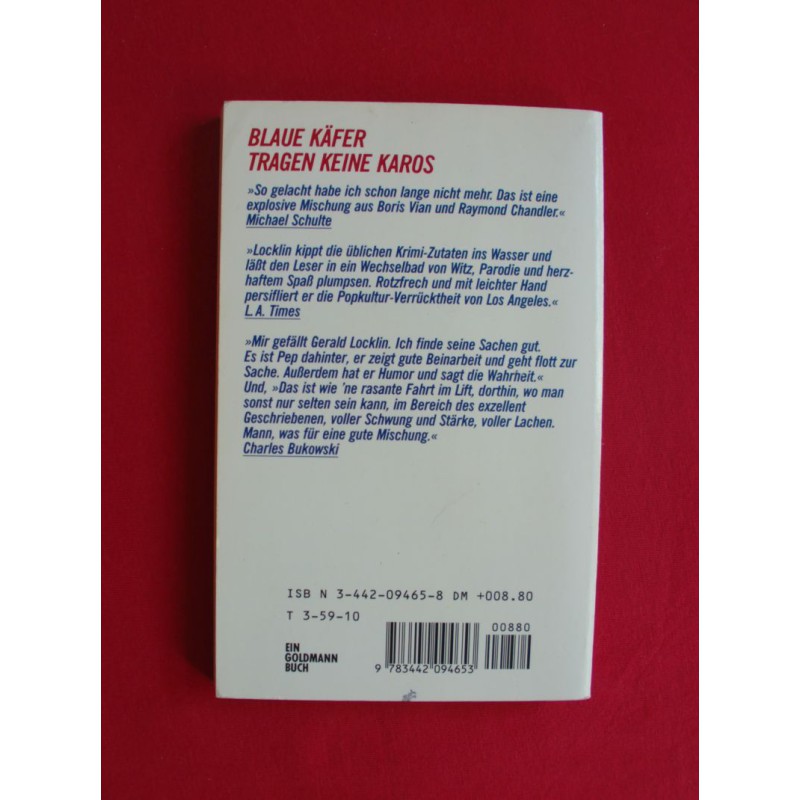 BLAUE KÄFER
TRAGEN KEINE KAROS
»So gelacht habe ich schon lange nicht mehr. Das ist eine
explosive Mischung aus Boris Vian und Raymond Chandler.«
Michael Schulte
»Locklin kippt die üblichen Krimi-Zutaten ins Wasser und
läßt den Leser in ein Wechselbad von Witz, Parodie und herz-
haftem Spaß plumpsen. Rotzfrech und mit leichter Hand
persifliert er die Popkultur-Verrücktheit von Los Angeles.«
L.A. Times
»Mir gefällt Gerald Locklin. Ich finde seine Sachen gut.
Es ist Pep dahinter, er zeigt gute Beinarbeit und geht flott zur
Sache. Außerdem hat er Humor und sagt die Wahrheit.«
Und, »Das ist wie 'ne rasante Fahrt im Lift, dorthin, wo man
sonst nur selten sein kann, im Bereich des exzellent
Geschriebenen, voller Schwung und Stärke, voller Lachen.
Mann, was für eine gute Mischung.«
Charles Bukowski
ISB N 3-442-09465-8 DM +008.80
T 3-59-10
00880
EIN
GOLDMANN
BUCH
9 783442 094653